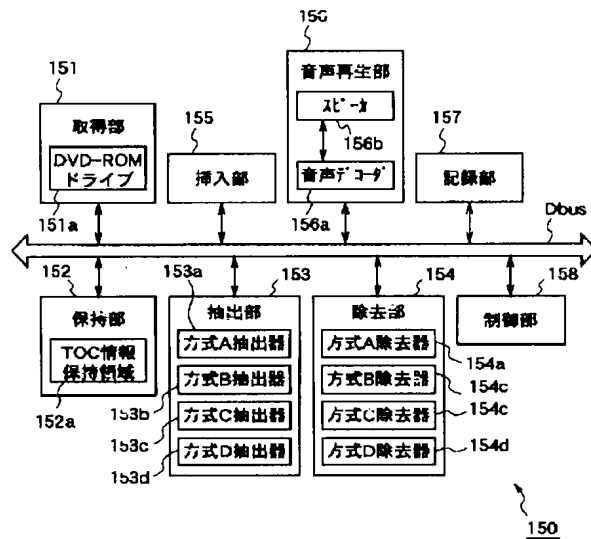 156
151
音声再生部
155
スピーカ
157
取得部
156b
DVD-ROM
ドライブ
挿入部
音声デコーダ
記録部
151a
156a
Dbus
153a
152
153
154
158
保持部
抽出部
除去部
制御部
TOC情報
保持領域
方式A抽出器
方式A除去器
154a
152a
方式B抽出器
方式B除去器
154c
153b
方式C抽出器
方式C除去器
154c
153c
方式D抽出器
方式D除去器
154d
153d
150